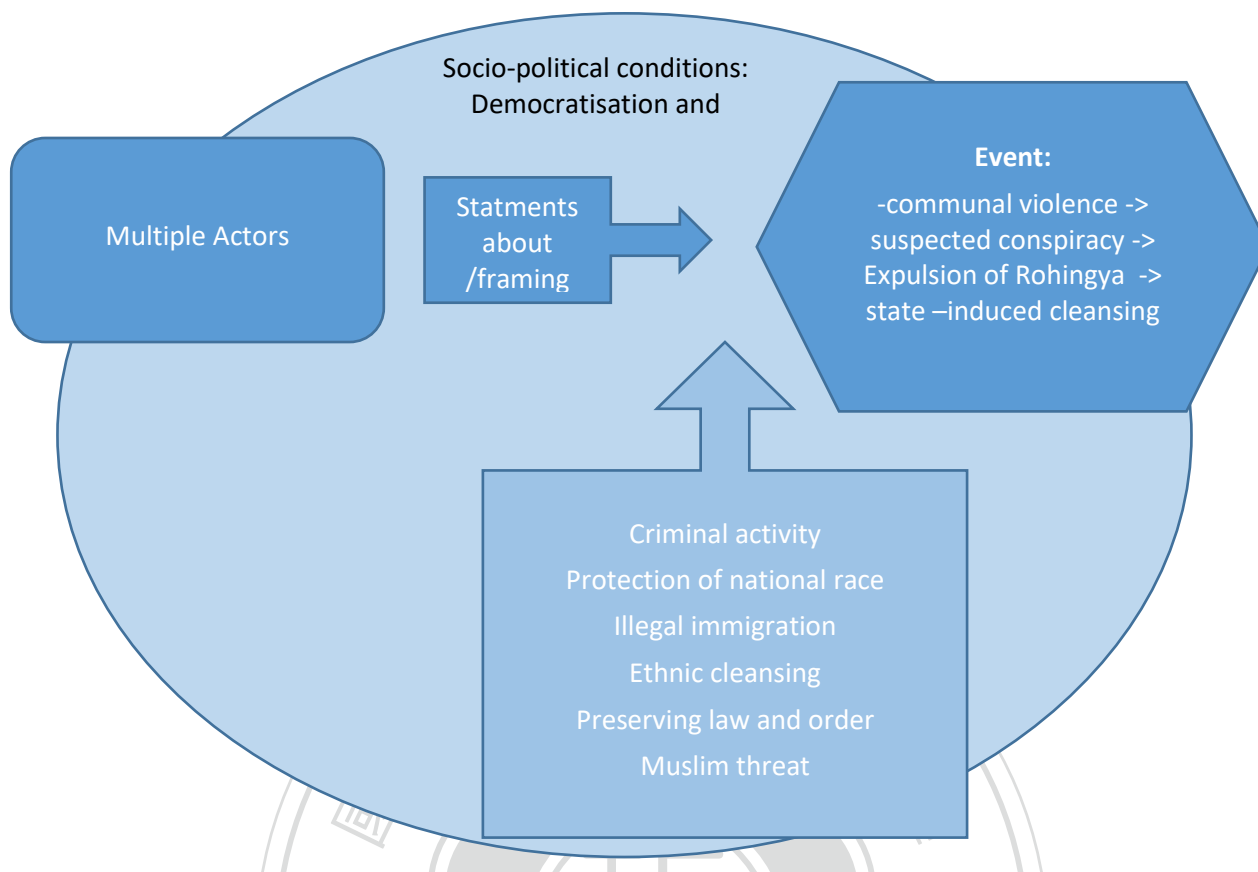 Socio-political conditions:
Democratisation and
Multiple Actors
Statments
about
/framing
Event:
-communal violence ->
suspected conspiracy ->
Expulsion of Rohingya ->
state –induced cleansing
Criminal activity
Protection of national race
Illegal immigration
Ethnic cleansing
Preserving law and order
Muslim threat